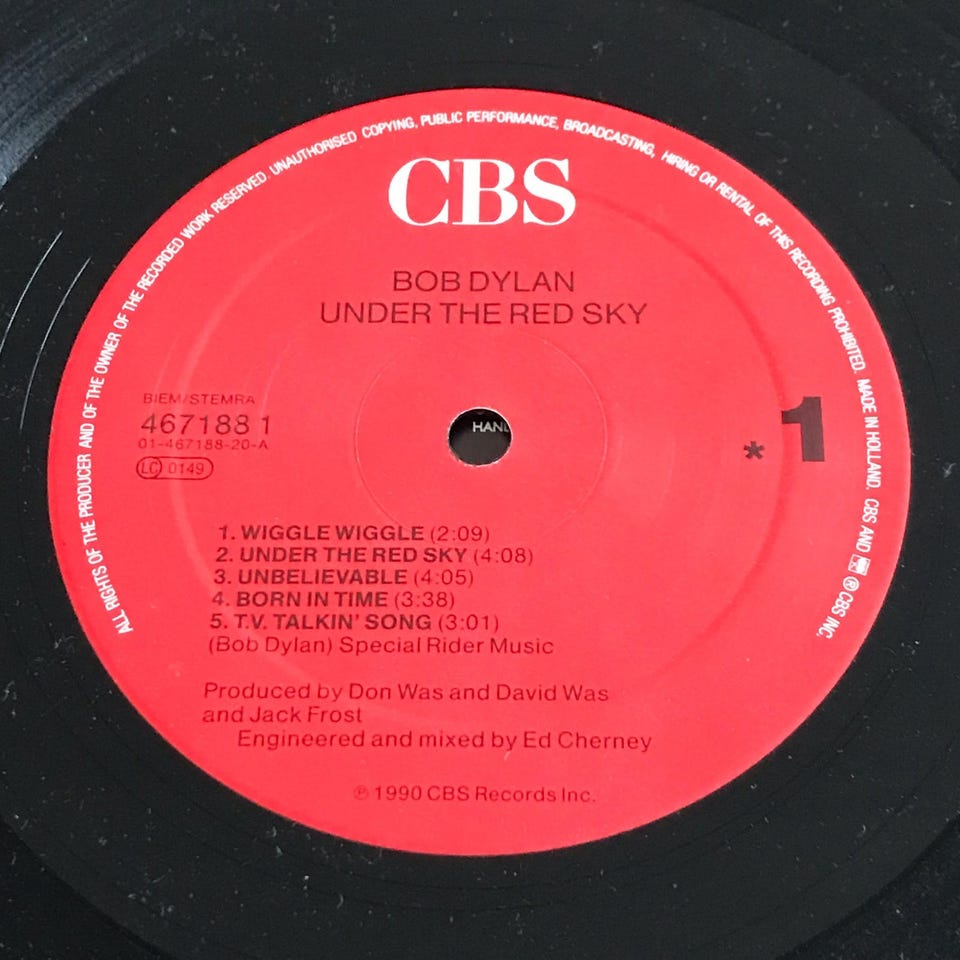 ALL RIGHTS OF THE PRODUCER AND OF THE OWNER OF THE RECORDED WORK RESERVED. UNAUTHORISED COPYING, PUBLIC PERFORMANCE, BROADCASTING, HIRING OR RENTAL OF THIS RECORDING PROHIBITED. MADE IN HOLLAND. CBS AND ℗ CBS INC.
CBS
BOB DYLAN
UNDER THE RED SKY
BIEM/STEMRA
467188 1
01-467188-20-A
LC 0149
HAND
* 1
1. WIGGLE WIGGLE (2:09)
2. UNDER THE RED SKY (4:08)
3. UNBELIEVABLE (4:05)
4. BORN IN TIME (3:38)
5. T.V. TALKIN' SONG (3:01)
(Bob Dylan) Special Rider Music
Produced by Don Was and David Was
and Jack Frost
Engineered and mixed by Ed Cherney
℗ 1990 CBS Records Inc.